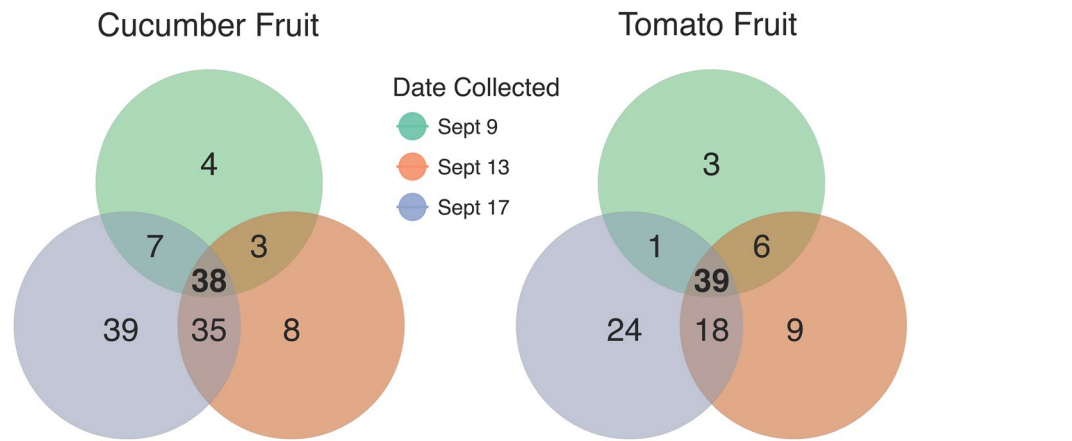 Cucumber Fruit
4
7
3
38
39
35
8
Date Collected
Sept 9
Sept 13
Sept 17
Tomato Fruit
3
1
6
39
24
18
9